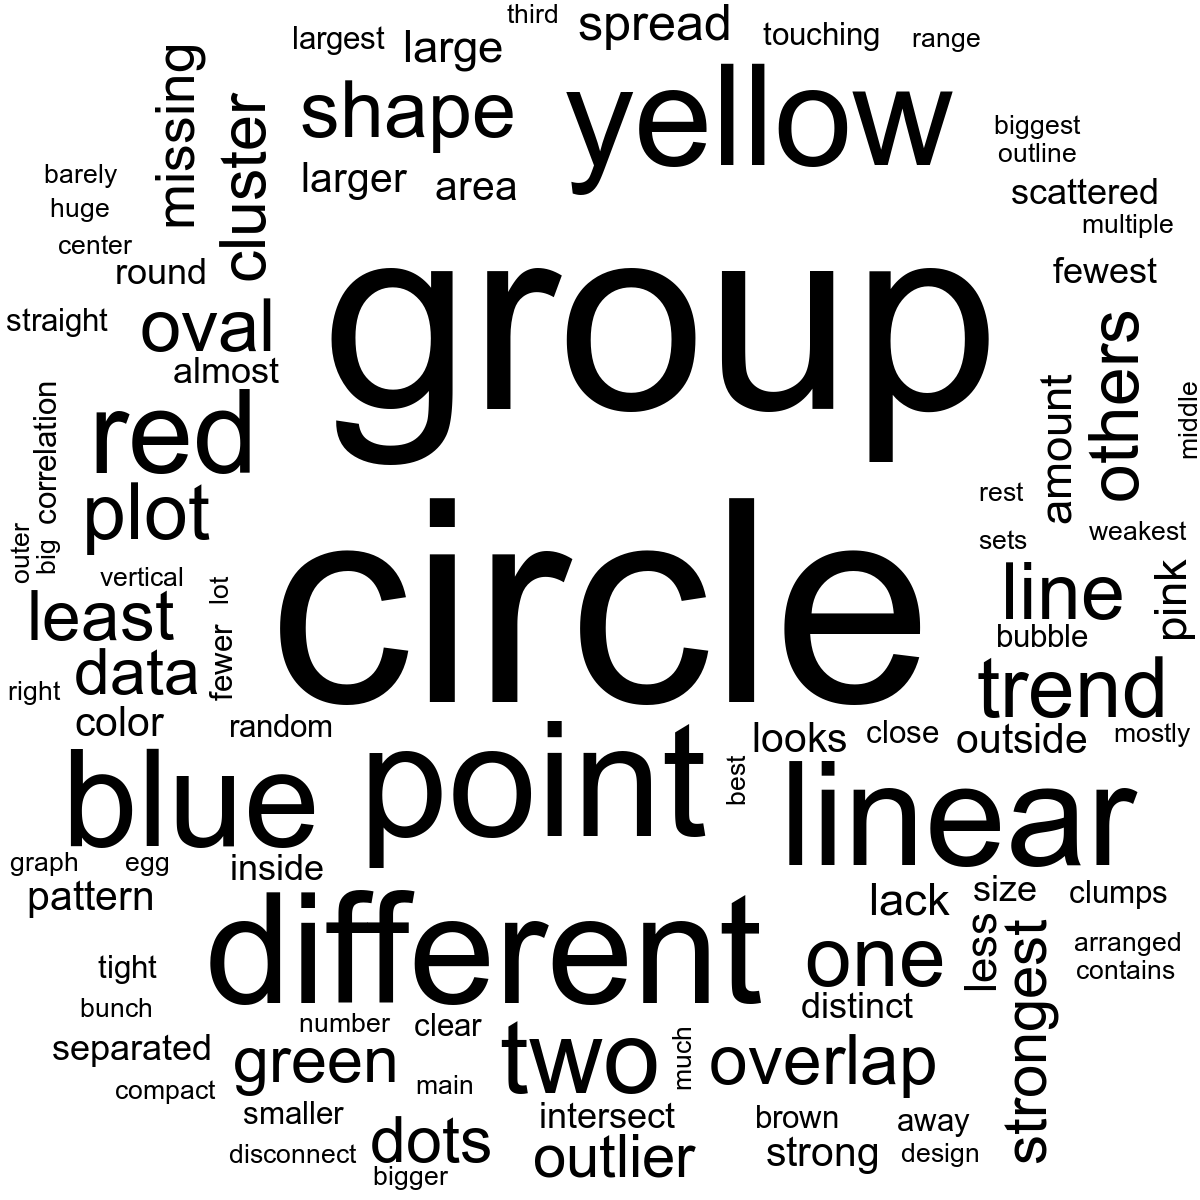 third
spread
largest
large
touching
range
missing
cluster
shape
yellow
biggest
outline
barely
larger
area
scattered
huge
multiple
center
round
group
fewest
straight
oval
others
almost
amount
middle
correlation
red
plot
rest
weakest
outer
big
circle
sets
vertical
lot
least
line
pink
fewer
bubble
data
trend
right
color
random
point
looks
close
outside
mostly
best
blue
linear
graph
egg
inside
pattern
different
lack
size
clumps
less
strongest
one
arranged
tight
contains
bunch
distinct
number
clear
two
much
overlap
separated
green
compact
main
smaller
intersect
brown
away
disconnect
dots
outlier
strong
design
bigger